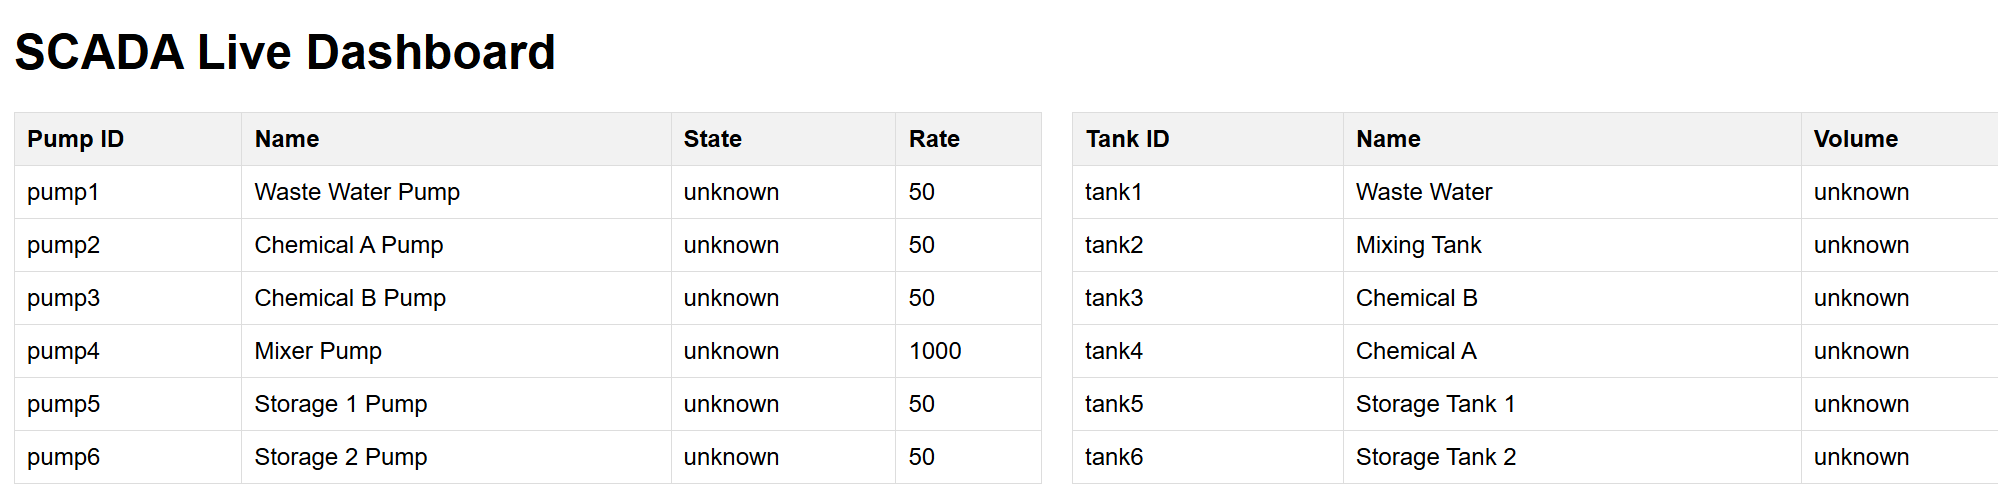 SCADA Live Dashboard
Pump ID Name State Rate Tank ID Name Volume
pump1 Waste Water Pump unknown 50 tank1 Waste Water unknown
pump2 Chemical A Pump unknown 50 tank2 Mixing Tank unknown
pump3 Chemical B Pump unknown 50 tank3 Chemical B unknown
pump4 Mixer Pump unknown 1000 tank4 Chemical A unknown
pump5 Storage 1 Pump unknown 50 tank5 Storage Tank 1 unknown
pump6 Storage 2 Pump unknown 50 tank6 Storage Tank 2 unknown